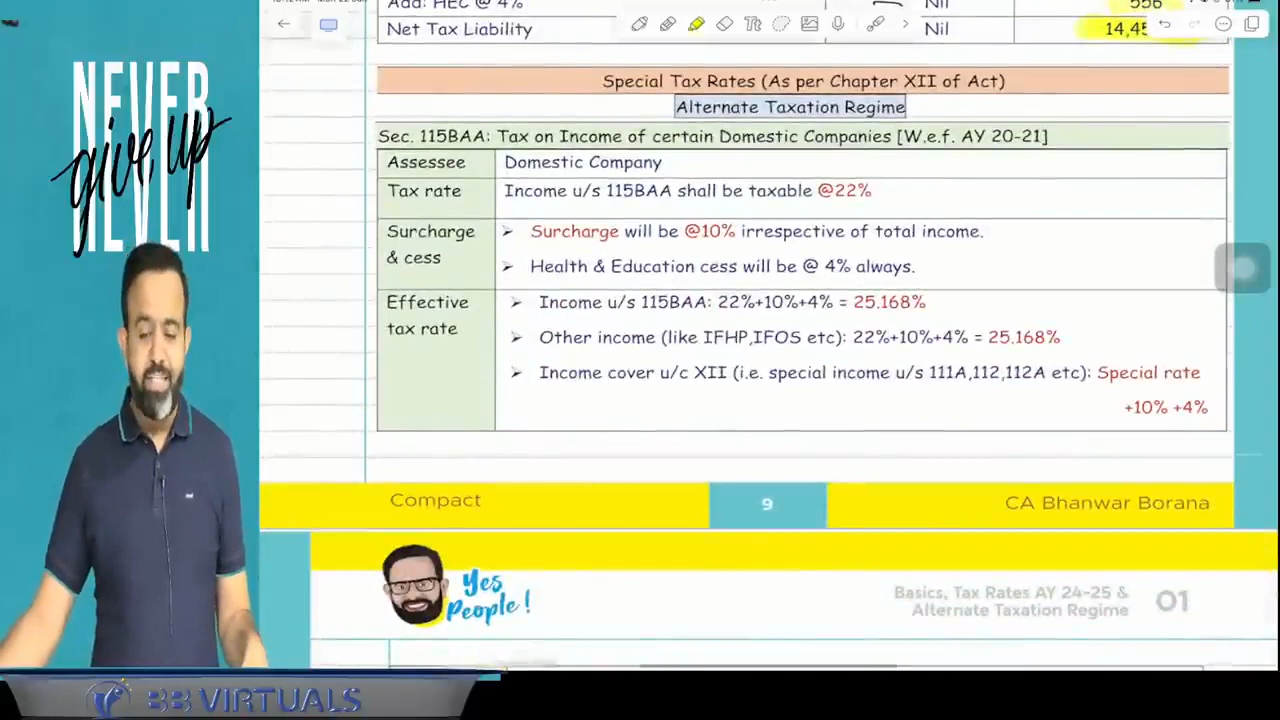 Add: HEC @ 4%
Nil
556
Net Tax Liability
Nil
14,45
NEVER
give up
NEVER
Special Tax Rates (As per Chapter XII of Act)
Alternate Taxation Regime
Sec. 115BAA: Tax on Income of certain Domestic Companies [W.e.f. AY 20-21]
Assessee
Domestic Company
Tax rate
Income u/s 115BAA shall be taxable @22%
Surcharge & cess
Surcharge will be @10% irrespective of total income.
Health & Education cess will be @ 4% always.
Effective tax rate
Income u/s 115BAA: 22%+10%+4% = 25.168%
Other income (like IFHP,IFOS etc): 22%+10%+4% = 25.168%
Income cover u/c XII (i.e. special income u/s 111A,112,112A etc): Special rate
+10% +4%
Compact
9
CA Bhanwar Borana
Yes
People !
Basics, Tax Rates AY 24-25 &
Alternate Taxation Regime
01
BB VIRTUALS